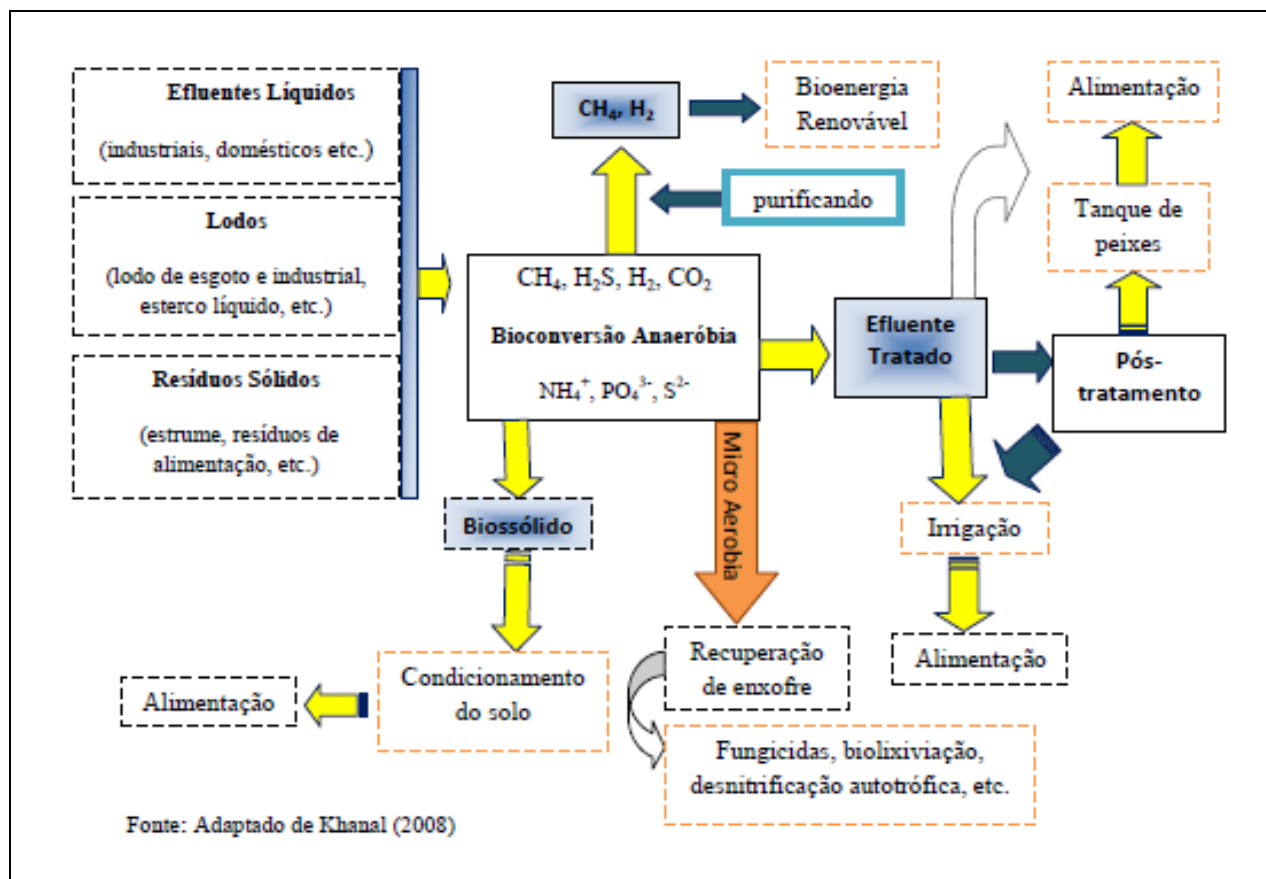 Efluentes Líquidos
(industriais, domésticos etc.)
Lodos
(lodo de esgoto e industrial,
esterco líquido, etc.)
Resíduos Sólidos
(estrume, resíduos de
alimentação, etc.)
CH₄, H₂
Bioenergia
Renovável
purificando
CH₄, H₂S, H₂, CO₂
Bioconversão Anaeróbia
NH₄⁺, PO₄³⁻, S²⁻
Efluente
Tratado
Alimentação
Tanque de
peixes
Pós-
tratamento
Micro Aerobia
Biossólido
Irrigação
Alimentação
Recuperação
de enxofre
Condicionamento
do solo
Alimentação
Fungicidas, biolixiviação,
desnitrificação autotrófica, etc.
Fonte: Adaptado de Khanal (2008)